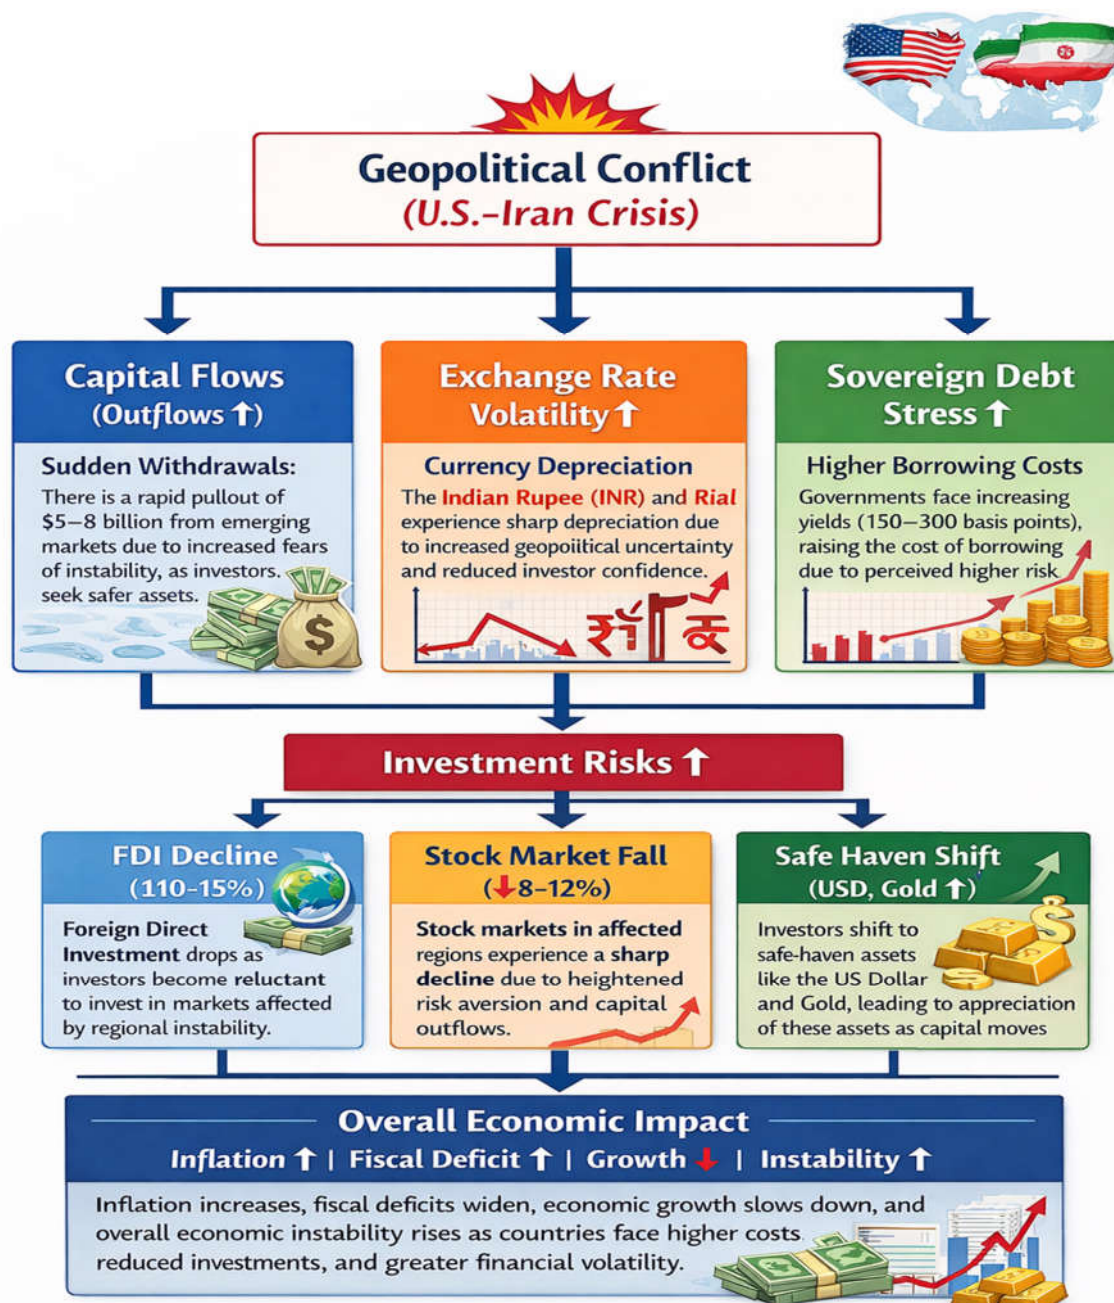 Geopolitical Conflict
(U.S.–Iran Crisis)
Capital Flows
(Outflows ↑)
Sudden Withdrawals:
There is a rapid pullout of
$5–8 billion from emerging
markets due to increased fears
of instability, as investors.
seek safer assets.
$
Exchange Rate
Volatility ↑
Currency Depreciation
The Indian Rupee (INR) and Rial
experience sharp depreciation due
to increased geopoiitical uncertainty
and reduced investor confidence.
Sovereign Debt
Stress ↑
Higher Borrowing Costs
Governments face increasing
yields (150–300 basis points),
raising the cost of borrowing
due to perceived higher risk
Investment Risks ↑
FDI Decline
(110–15%)
Foreign Direct
Investment drops as
investors become reluctant
to invest in markets affected
by regional instability.
Stock Market Fall
(↓8–12%)
Stock markets in affected
regions experience a sharp
decline due to heightened
risk aversion and capital
outflows.
Safe Haven Shift
(USD, Gold ↑)
Investors shift to
safe-haven assets
like the US Dollar
and Gold, leading to appreciation
of these assets as capital moves
$
$
Overall Economic Impact
Inflation ↑ | Fiscal Deficit ↑ | Growth ↓ | Instability ↑
Inflation increases, fiscal deficits widen, economic growth slows down, and
overall economic instability rises as countries face higher costs.
reduced investments, and greater financial volatility.